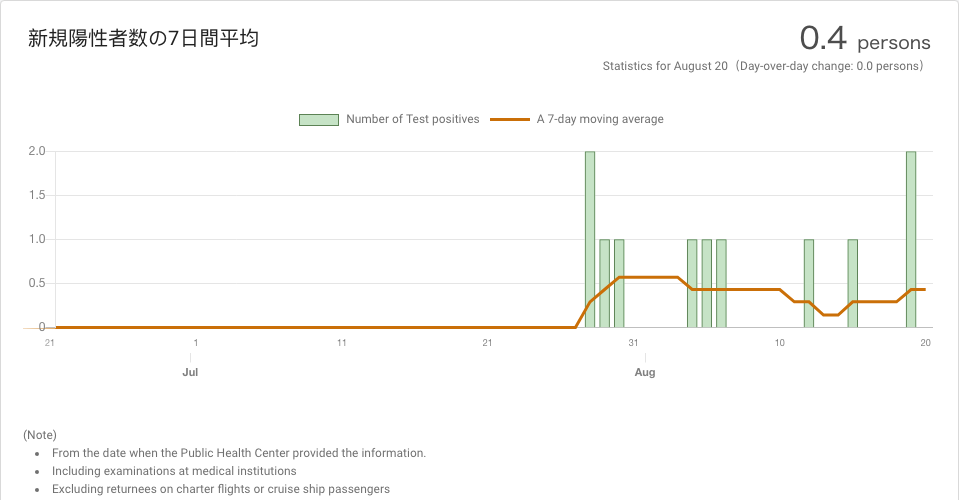 新規陽性者数の7日間平均
0.4 persons
Statistics for August 20（Day-over-day change: 0.0 persons）
Number of Test positives
A 7-day moving average
2.0
1.5
1.0
0.5
0
21 1 11 21 31 10 20
Jul Aug
(Note)
• From the date when the Public Health Center provided the information.
• Including examinations at medical institutions
• Excluding returnees on charter flights or cruise ship passengers